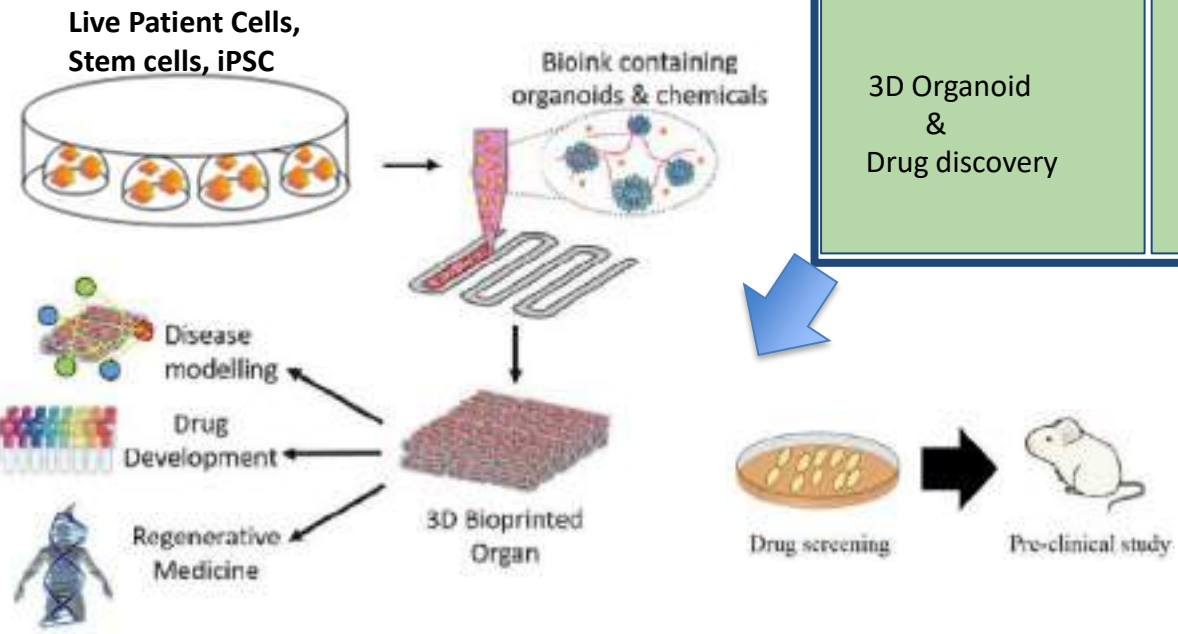 Live Patient Cells,
Stem cells, iPSC
Bioink containing
organoids & chemicals
3D Organoid
&
Drug discovery
Disease
modelling
Drug
Development
Regenerative
Medicine
3D Bioprinted
Organ
Drug screening
Pre-clinical study